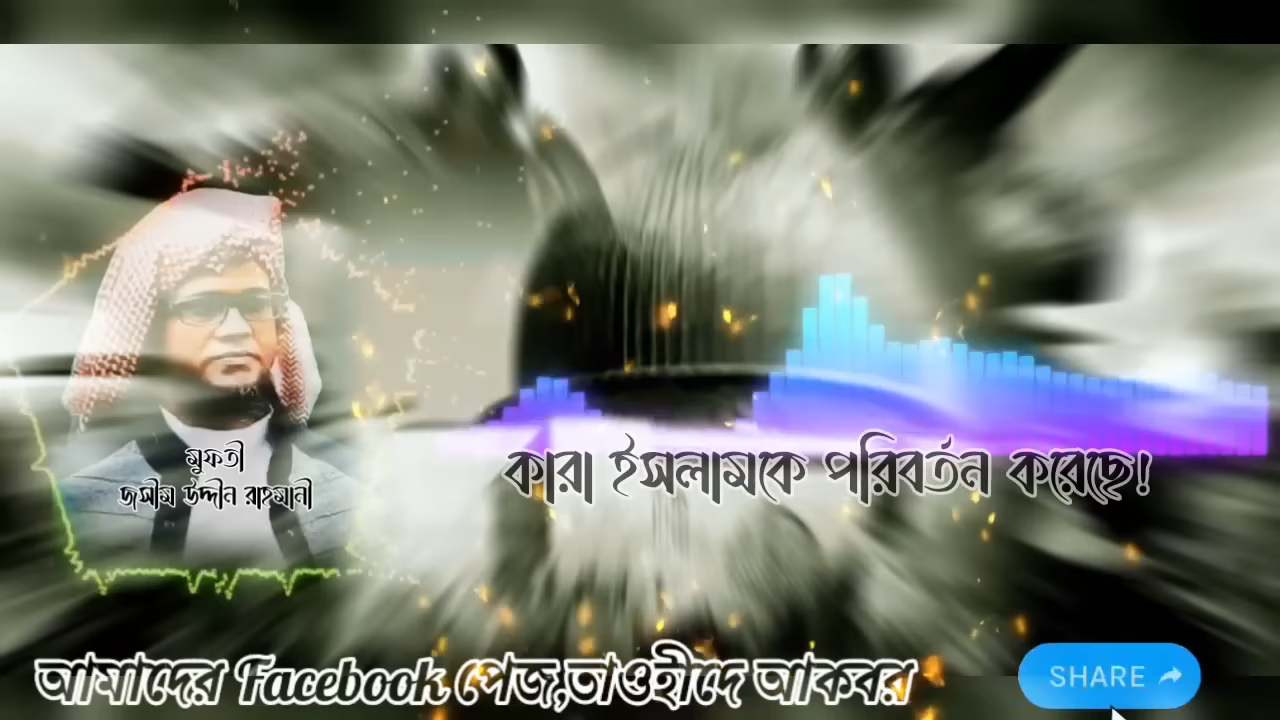 মুফতী
জসীম উদ্দীন রাহমানী
কারা ইসলামকে পরিবর্তন করেছে!
আমাদের Facebook পেজ,তাওহীদে আকবর
SHARE